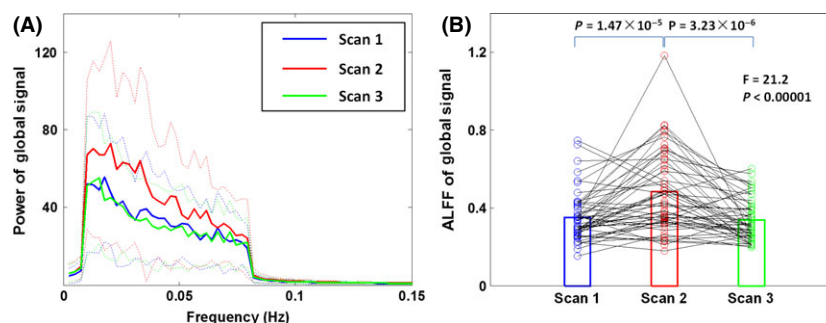 (A)
Power of global signal
120
80
40
0
0.05
0.1
0.15
Frequency (Hz)
Scan 1
Scan 2
Scan 3
(B)
P = 1.47×10⁻⁵ P = 3.23×10⁻⁶
F = 21.2
P < 0.00001
ALFF of global signal
1.2
0.8
0.4
0
Scan 1 Scan 2 Scan 3